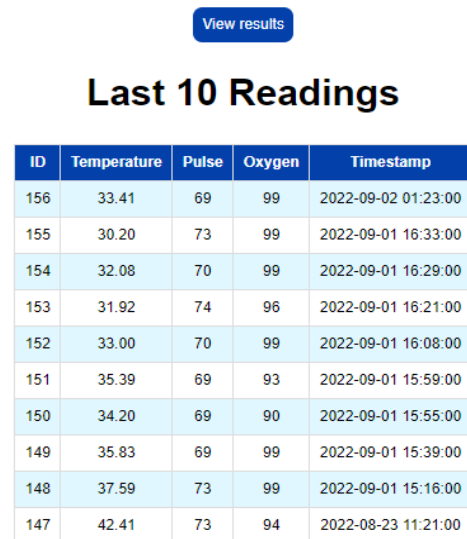 View results
Last 10 Readings
ID Temperature Pulse Oxygen Timestamp
156 33.41 69 99 2022-09-02 01:23:00
155 30.20 73 99 2022-09-01 16:33:00
154 32.08 70 99 2022-09-01 16:29:00
153 31.92 74 96 2022-09-01 16:21:00
152 33.00 70 99 2022-09-01 16:08:00
151 35.39 69 93 2022-09-01 15:59:00
150 34.20 69 90 2022-09-01 15:55:00
149 35.83 69 99 2022-09-01 15:39:00
148 37.59 73 99 2022-09-01 15:16:00
147 42.41 73 94 2022-08-23 11:21:00